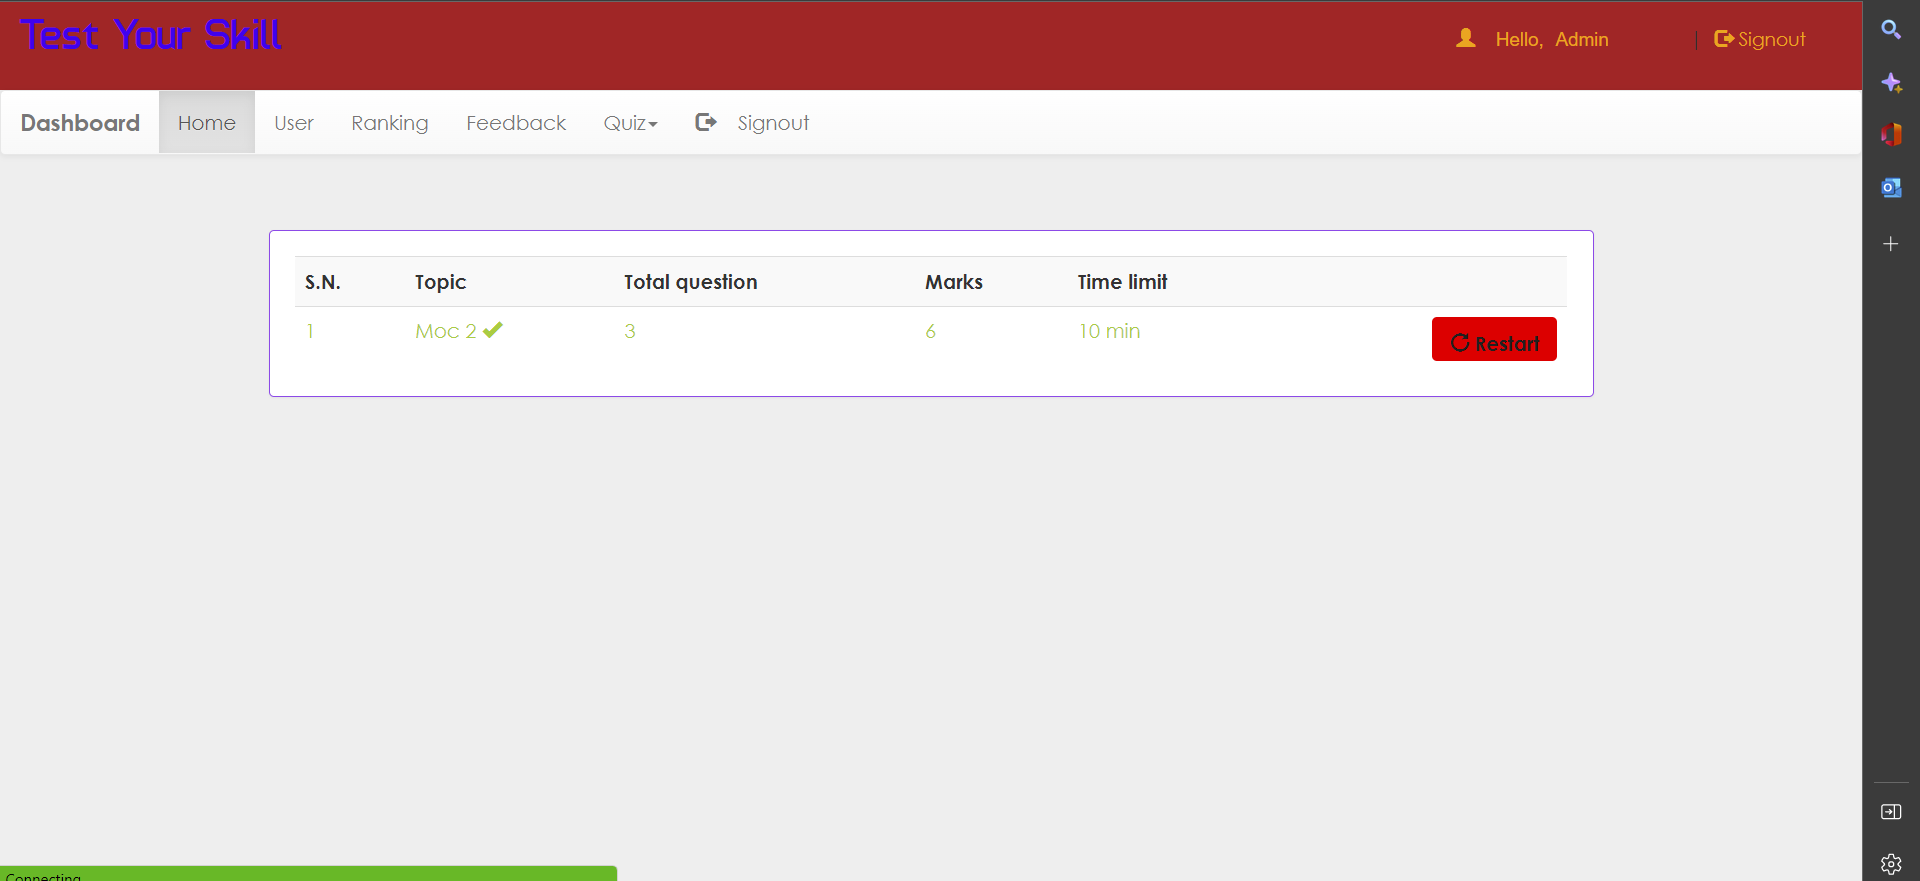 Test Your Skill
Hello, Admin | Signout
Dashboard Home User Ranking Feedback Quiz Signout
S.N. Topic Total question Marks Time limit
1 Moc 2 3 6 10 min Restart
Connecting